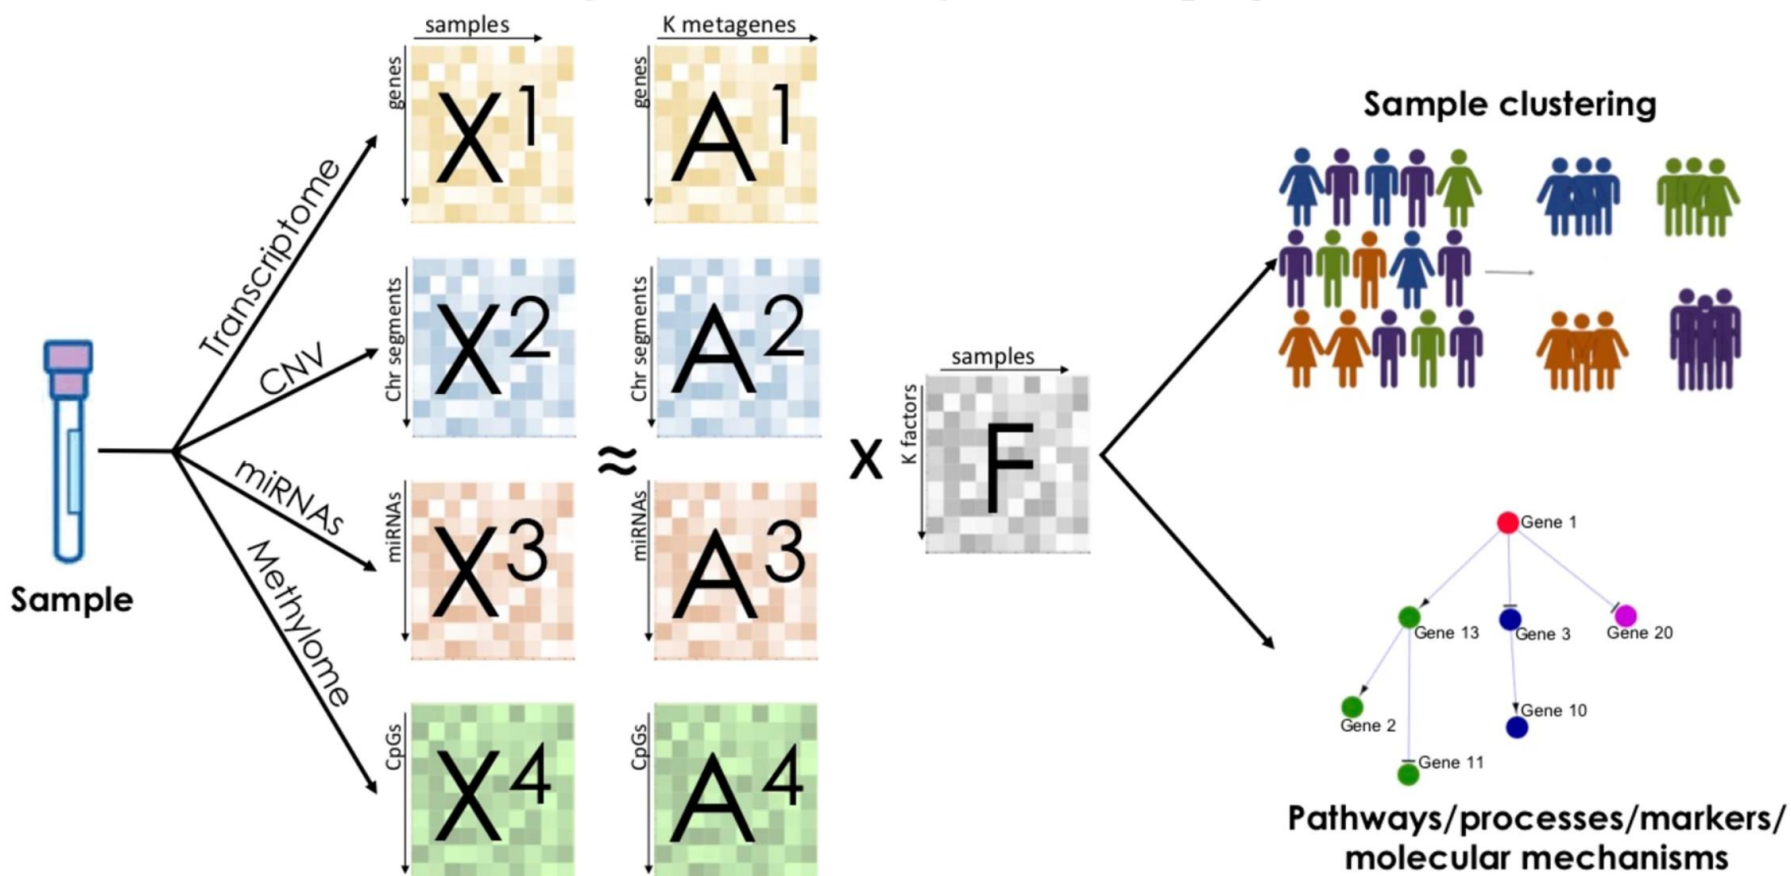 samples
K metagenes
genes
X1
genes
A1
Transcriptome
Chr segments
X2
Chr segments
A2
CNV
Sample
miRNAs
miRNAs
X3
miRNAs
A3
Methylome
CpGs
X4
CpGs
A4
≈
x
samples
K factors
F
Sample clustering
Gene 1
Gene 13
Gene 3
Gene 20
Gene 2
Gene 10
Gene 11
Pathways/processes/markers/
molecular mechanisms